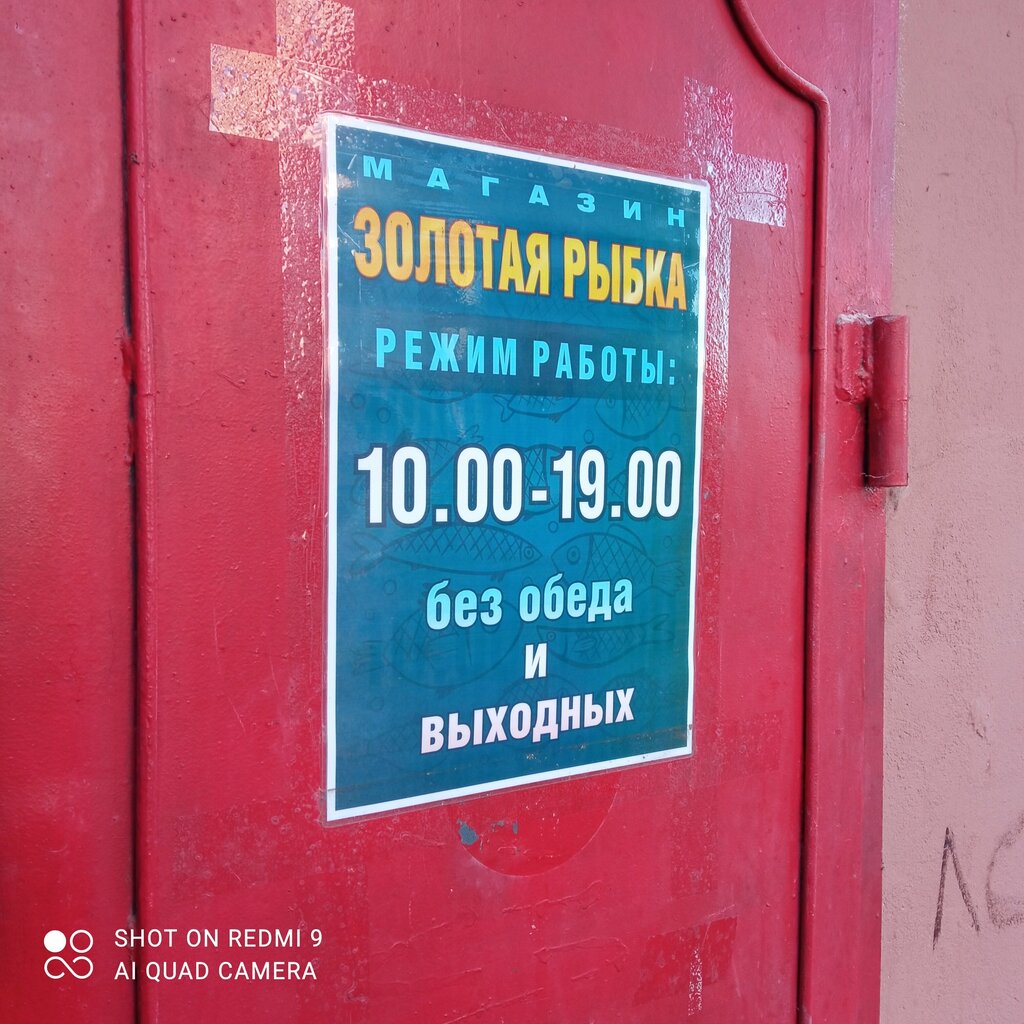 МАГАЗИН
ЗОЛОТАЯ РЫБКА
РЕЖИМ РАБОТЫ:
10.00-19.00
без обеда
и
выходных
SHOT ON REDMI 9
AI QUAD CAMERA